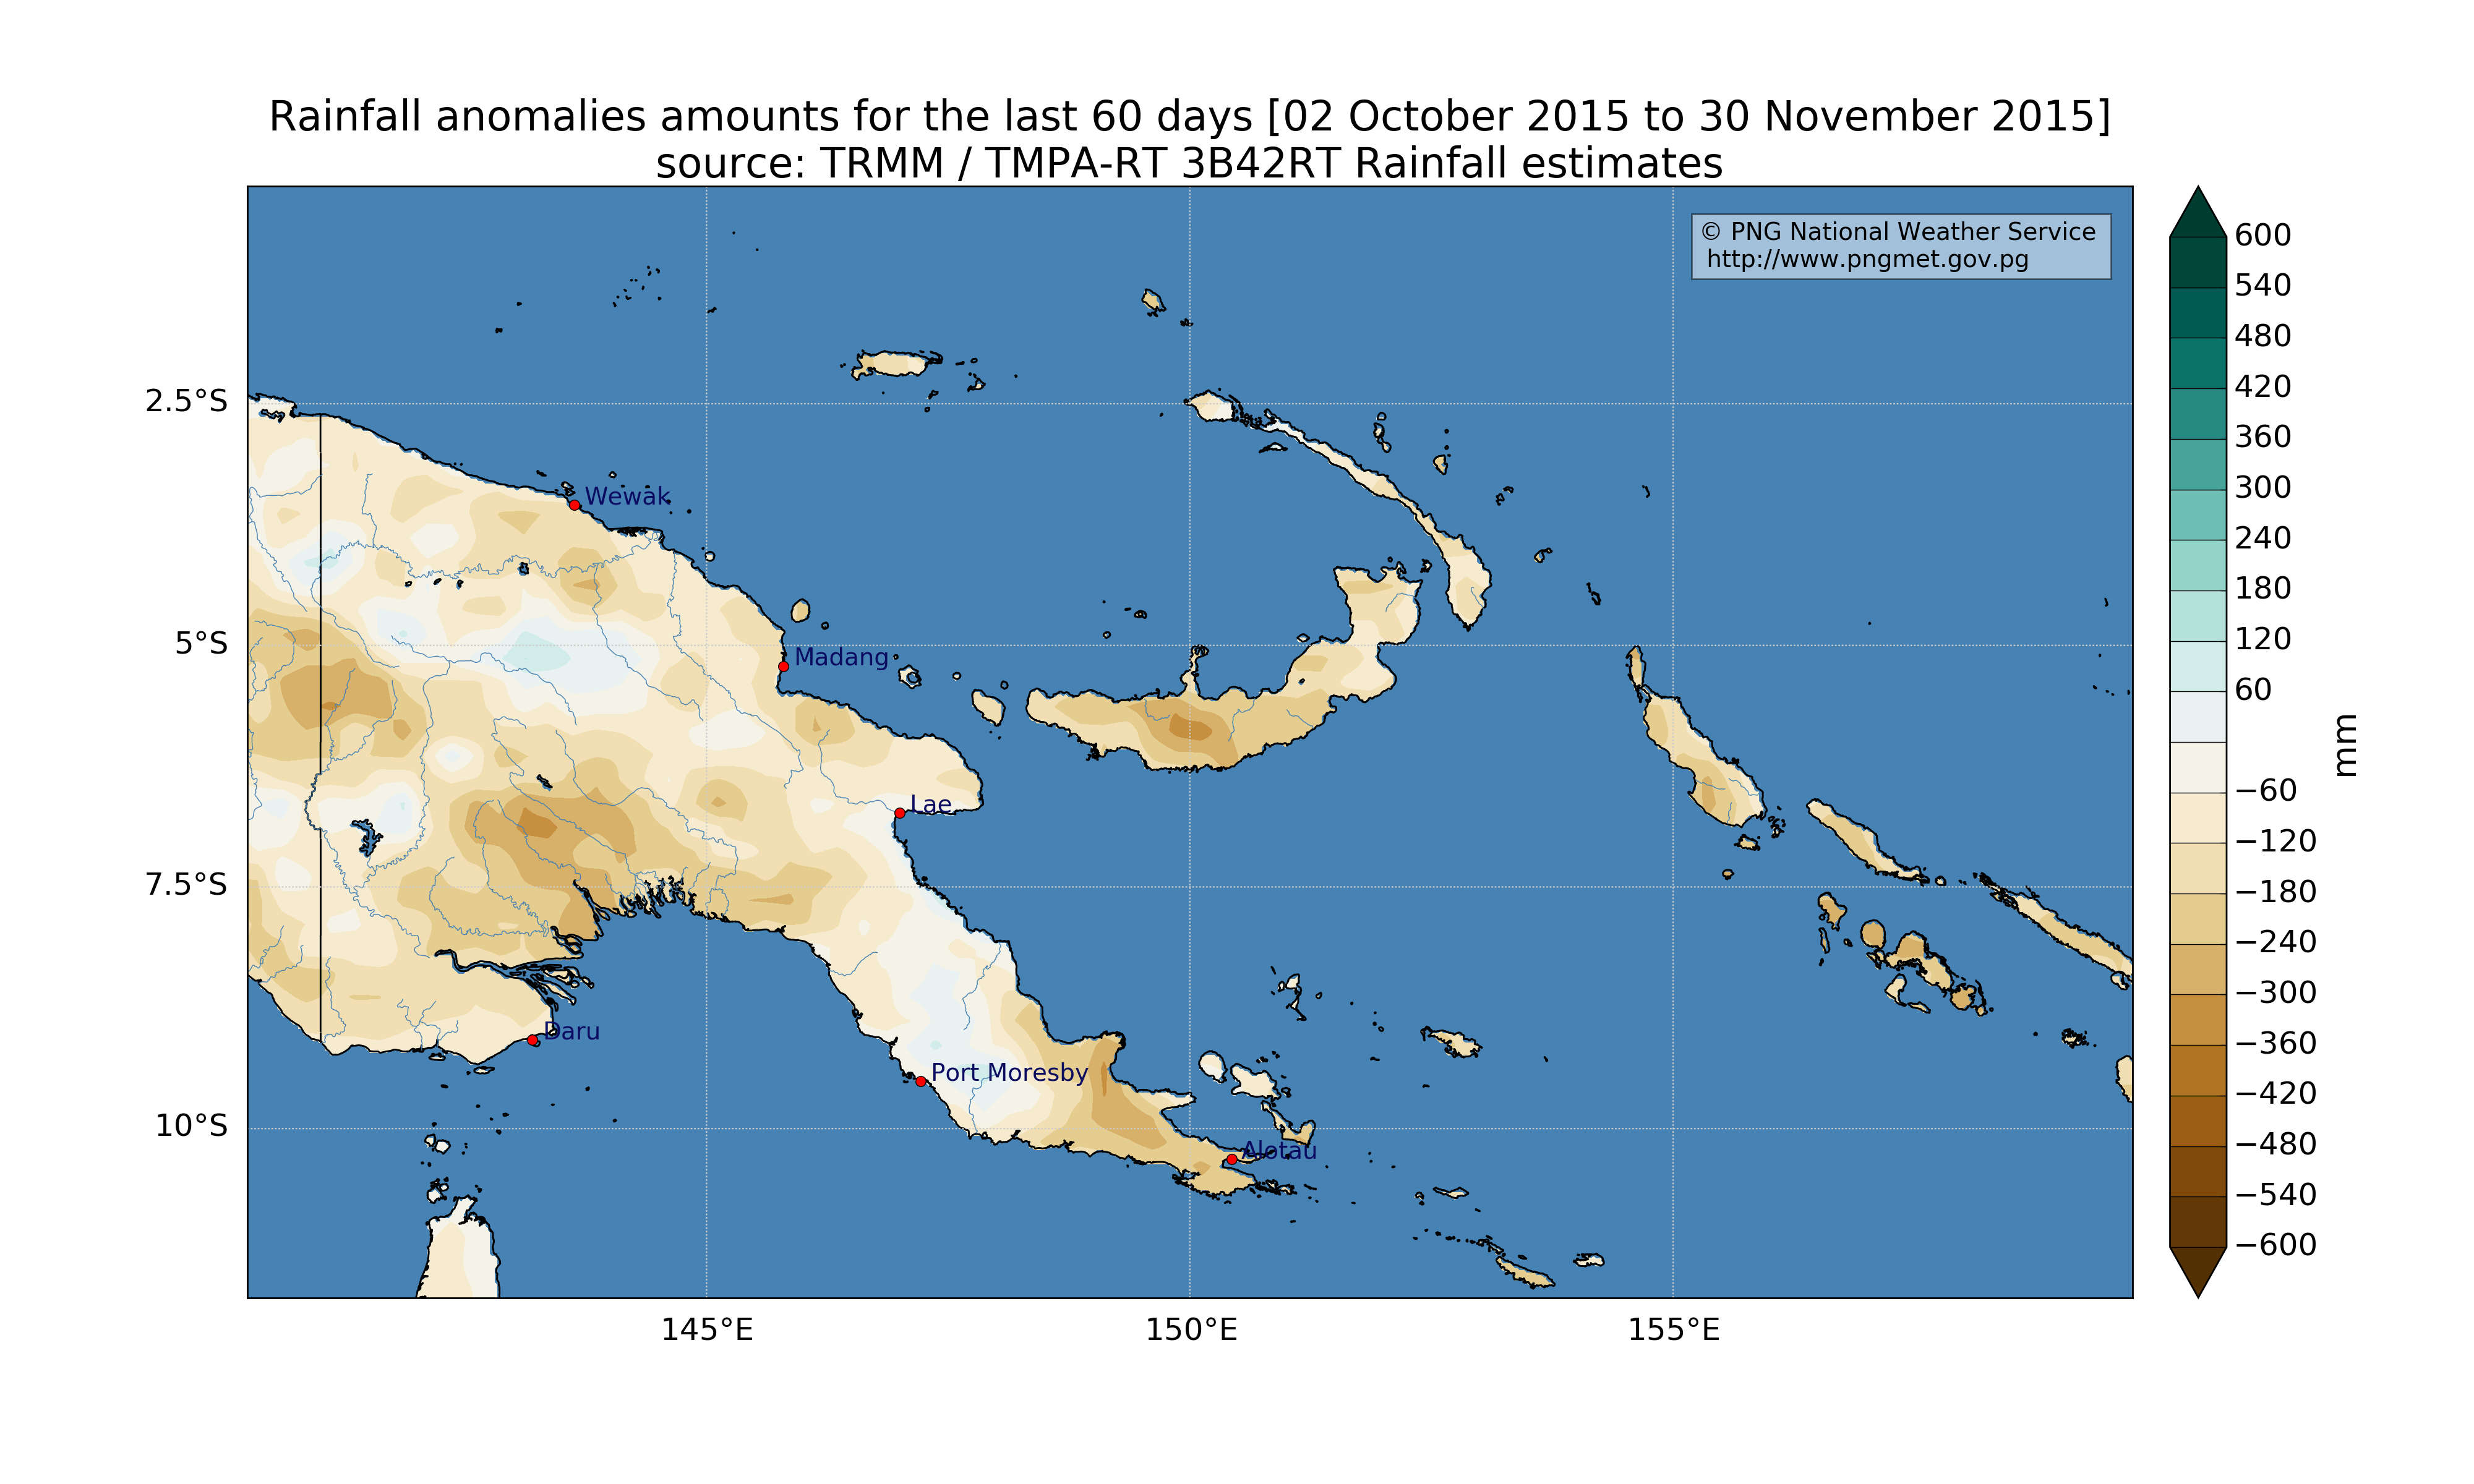 Rainfall anomalies amounts for the last 60 days [02 October 2015 to 30 November 2015]
source: TRMM / TMPA-RT 3B42RT Rainfall estimates
© PNG National Weather Service
http://www.pngmet.gov.pg
2.5°S
5°S
7.5°S
10°S
Wewak
Madang
Lae
Daru
Port Moresby
Alotau
145°E
150°E
155°E
600
540
480
420
360
300
240
180
120
60
−60
−120
−180
−240
−300
−360
−420
−480
−540
−600
mm